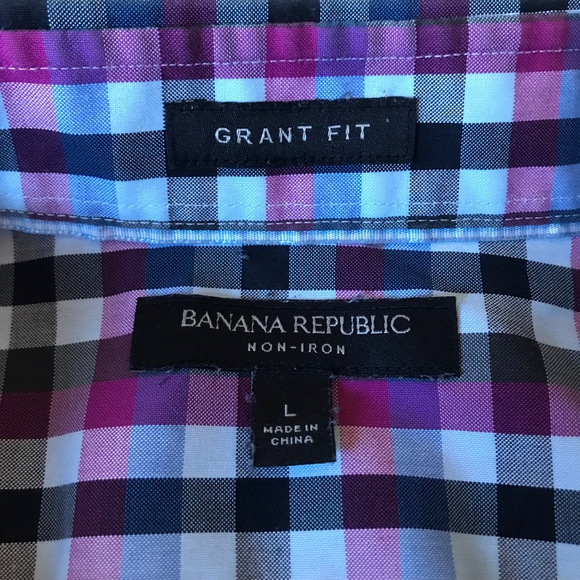 GRANT FIT
BANANA REPUBLIC
NON-IRON
L
MADE IN
CHINA